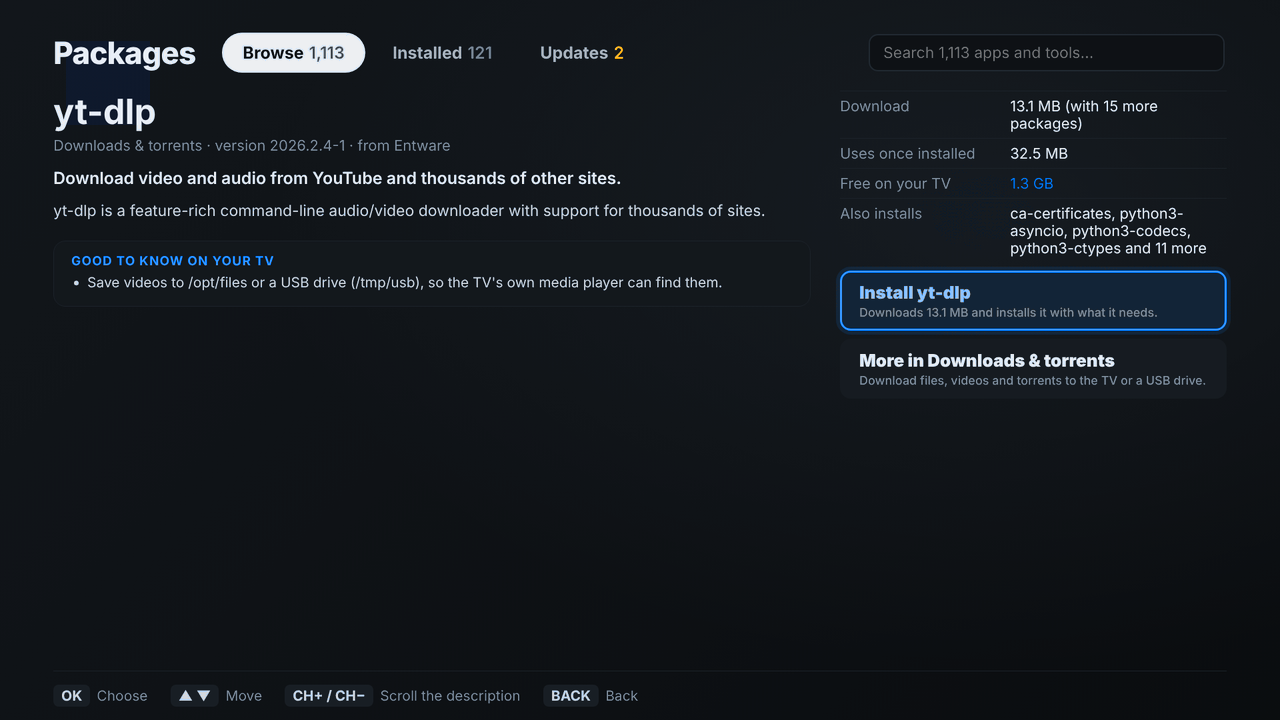 Packages
Browse 1,113
Installed 121
Updates 2
Search 1,113 apps and tools...
yt-dlp
Downloads & torrents · version 2026.2.4-1 · from Entware
Download video and audio from YouTube and thousands of other sites.
yt-dlp is a feature-rich command-line audio/video downloader with support for thousands of sites.
GOOD TO KNOW ON YOUR TV
• Save videos to /opt/files or a USB drive (/tmp/usb), so the TV's own media player can find them.
Download 13.1 MB (with 15 more
packages)
Uses once installed 32.5 MB
Free on your TV 1.3 GB
Also installs ca-certificates, python3-
asyncio, python3-codecs,
python3-ctypes and 11 more
Install yt-dlp
Downloads 13.1 MB and installs it with what it needs.
More in Downloads & torrents
Download files, videos and torrents to the TV or a USB drive.
OK Choose ▲▼ Move CH+ / CH− Scroll the description BACK Back